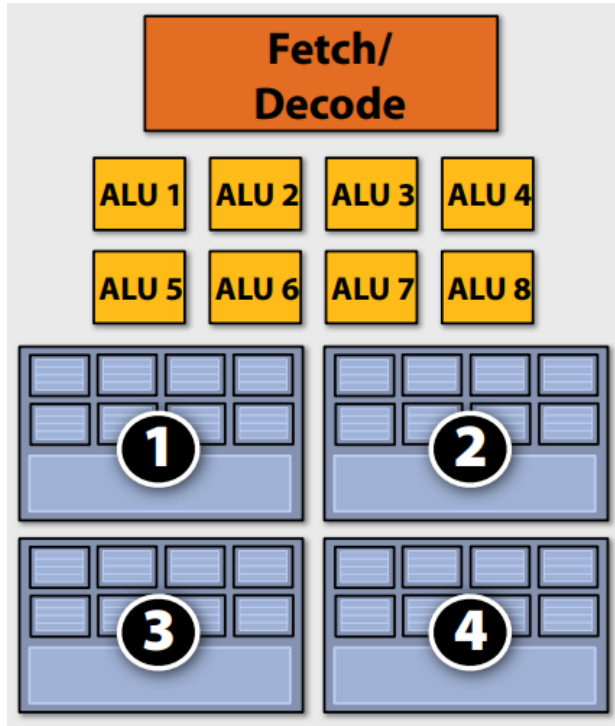 Fetch/
Decode
ALU 1 ALU 2 ALU 3 ALU 4
ALU 5 ALU 6 ALU 7 ALU 8
1 2
3 4